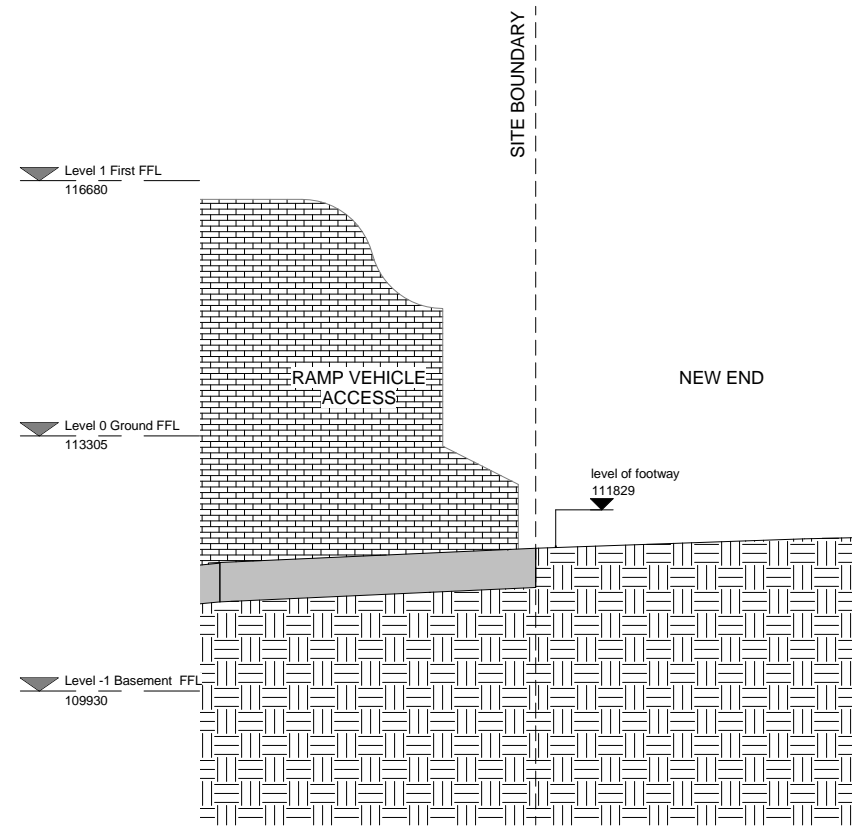 SITE BOUNDARY
Level 1 First FFL
116680
RAMP VEHICLE
ACCESS
NEW END
Level 0 Ground FFL
113305
level of footway
111829
Level -1 Basement FFL
109930